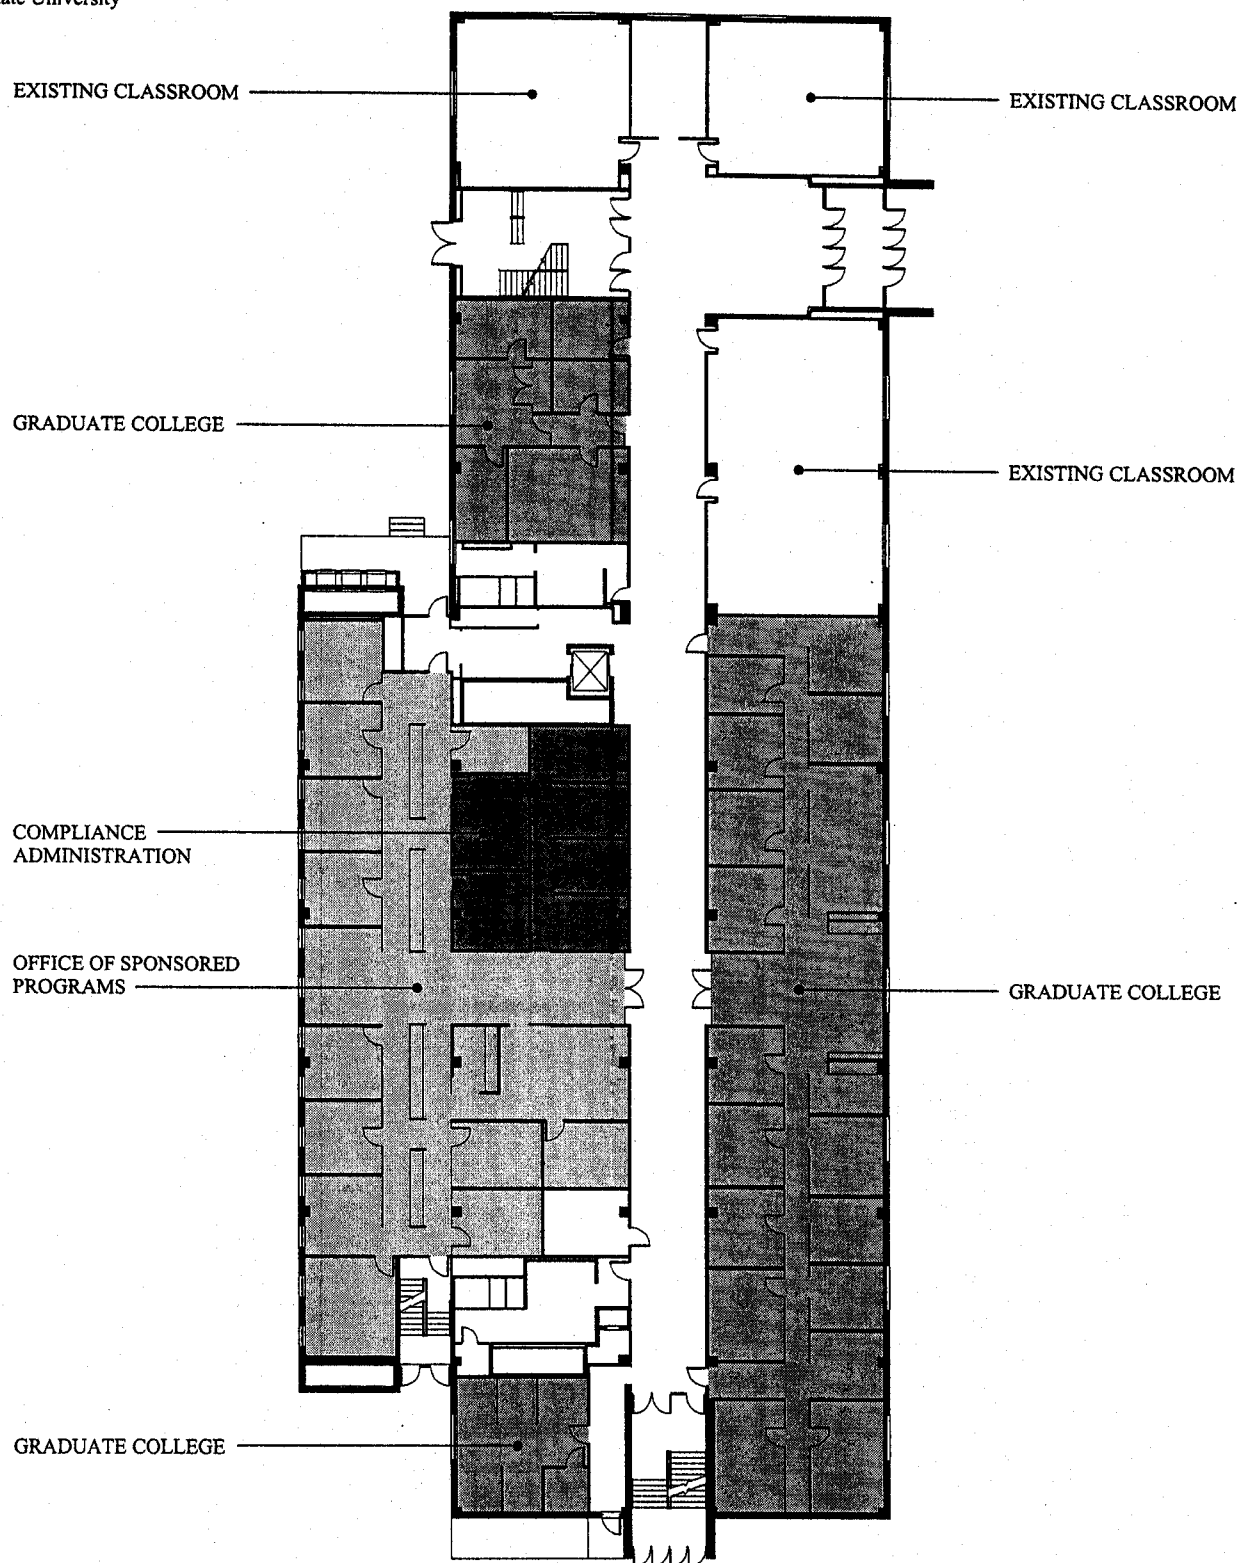 University
EXISTING CLASSROOM
EXISTING CLASSROOM
GRADUATE COLLEGE
EXISTING CLASSROOM
COMPLIANCE
ADMINISTRATION
OFFICE OF SPONSORED
PROGRAMS
GRADUATE COLLEGE
GRADUATE COLLEGE